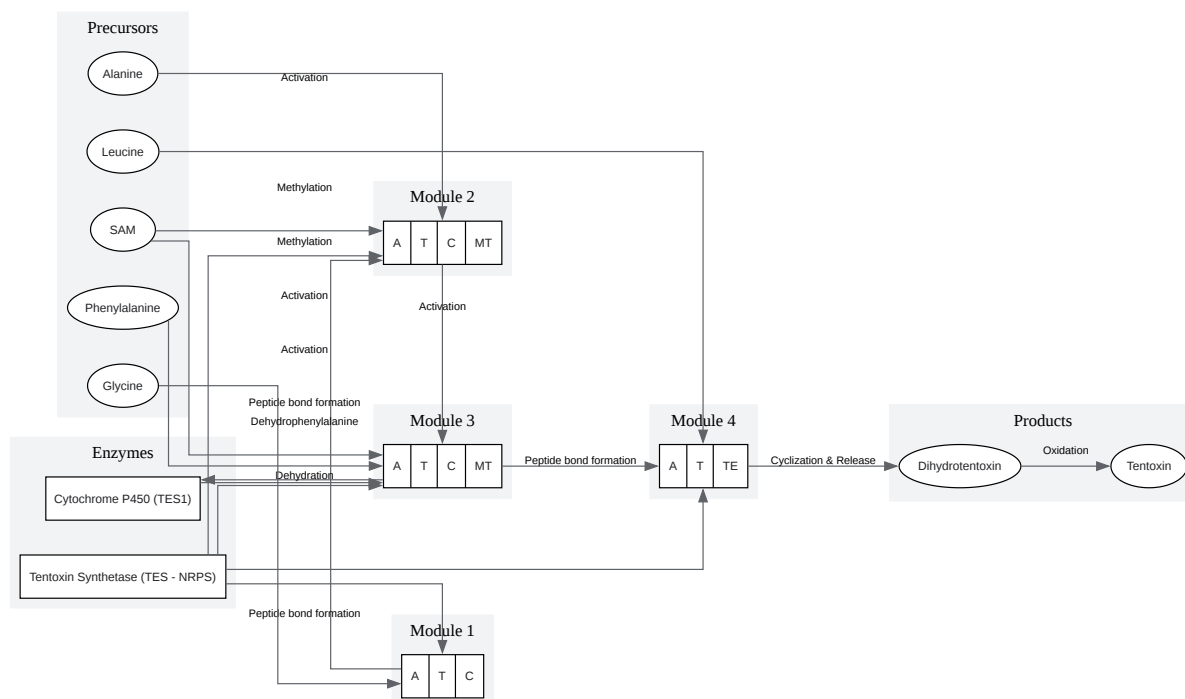 Precursors
Alanine
Activation
Leucine
Methylation
Module 2
SAM
A T C MT
Methylation
Activation
Phenylalanine
Activation
Activation
Glycine
Peptide bond formation
Dehydrophenylalanine
Module 3
Module 4
Products
Enzymes
A T C MT
Peptide bond formation
A T TE
Cyclization & Release
Dihydrotentoxin
Oxidation
Tentoxin
Dehydration
Cytochrome P450 (TES1)
Tentoxin Synthetase (TES - NRPS)
Peptide bond formation
Module 1
A T C